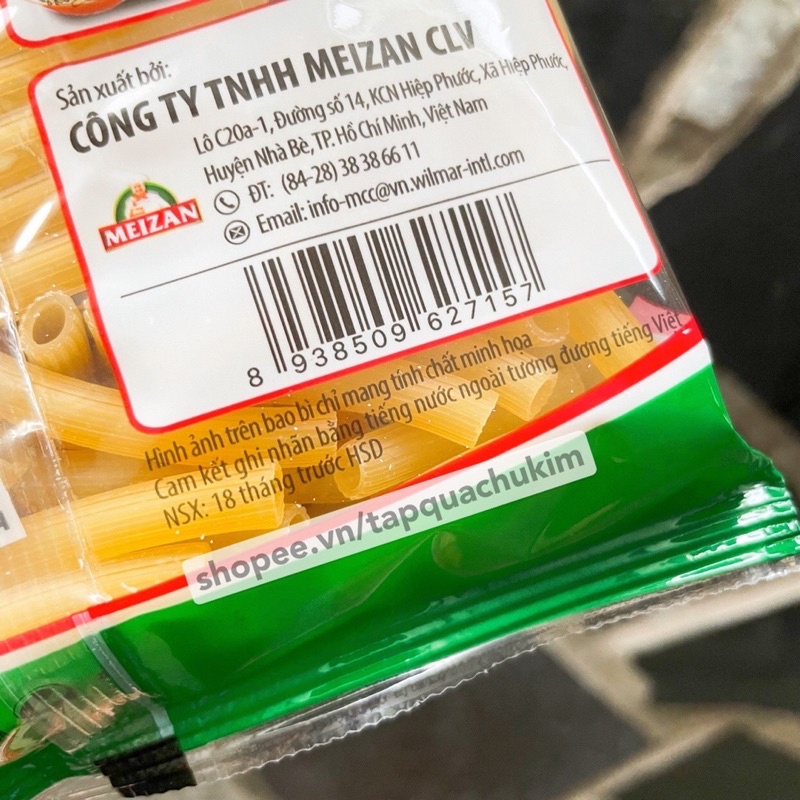 Sản xuất bởi:
CÔNG TY TNHH MEIZAN CLV
Lô C20a-1, Đường số 14, KCN Hiệp Phước, Xã Hiệp Phước,
Huyện Nhà Bè, TP. Hồ Chí Minh, Việt Nam
ĐT: (84-28) 38 38 66 11
Email: info-mcc@vn.wilmar-intl.com
MEIZAN
8 938509 627157
Hình ảnh trên bao bì chỉ mang tính chất minh họa
Cam kết ghi nhãn bằng tiếng nước ngoài tương đương tiếng Việt
NSX: 18 tháng trước HSD
shopee.vn/tapquachukim